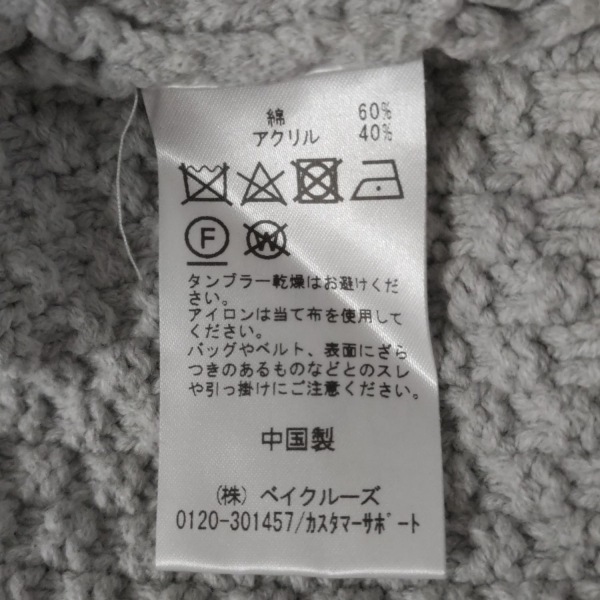 綿 60%
アクリル 40%
F W
タンブラー乾燥はお避けくだ
さい。
アイロンは当て布を使用して
ください。
バッグやベルト、表面にざら
つきのあるものなどとのスレ
や引っ掛けにご注意ください。
中国製
(株) ベイクルーズ
0120-301457/カスタマーサポート